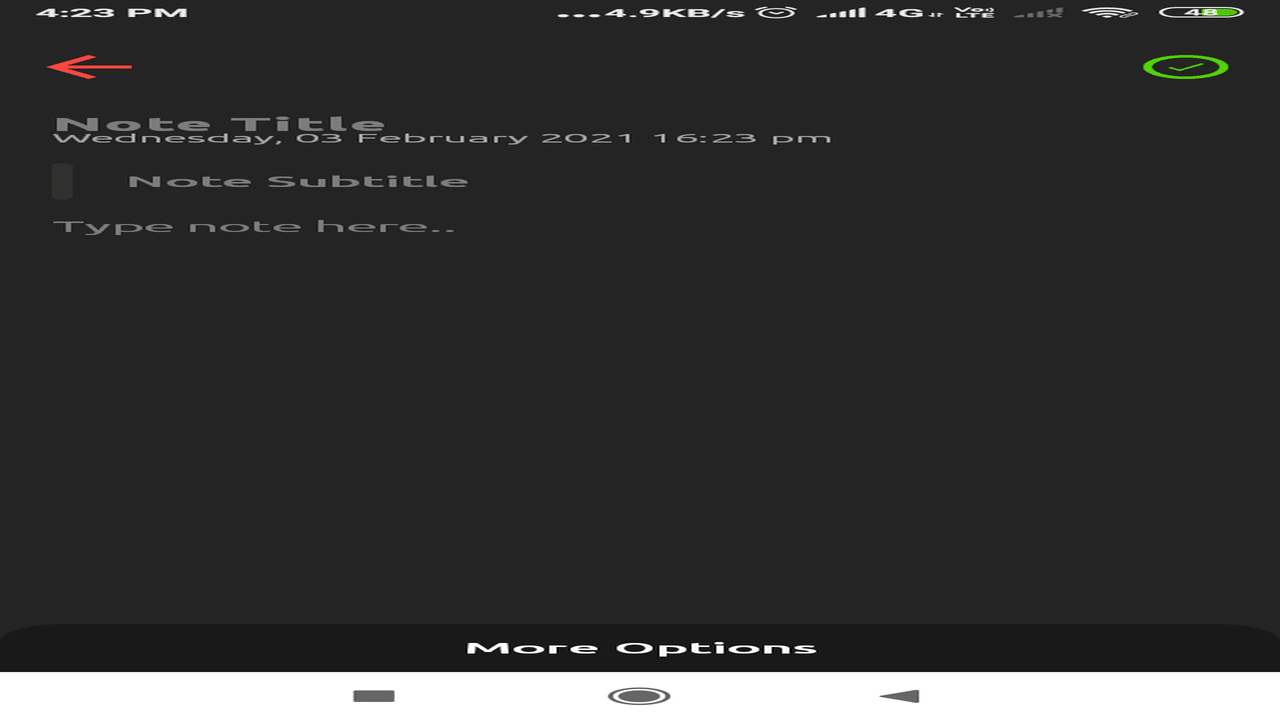 4:23 PM ...4.9KB/s 4G Vo) LTE 48
Note Title
Wednesday, 03 February 2021 16:23 pm
Note Subtitle
Type note here..
More Options